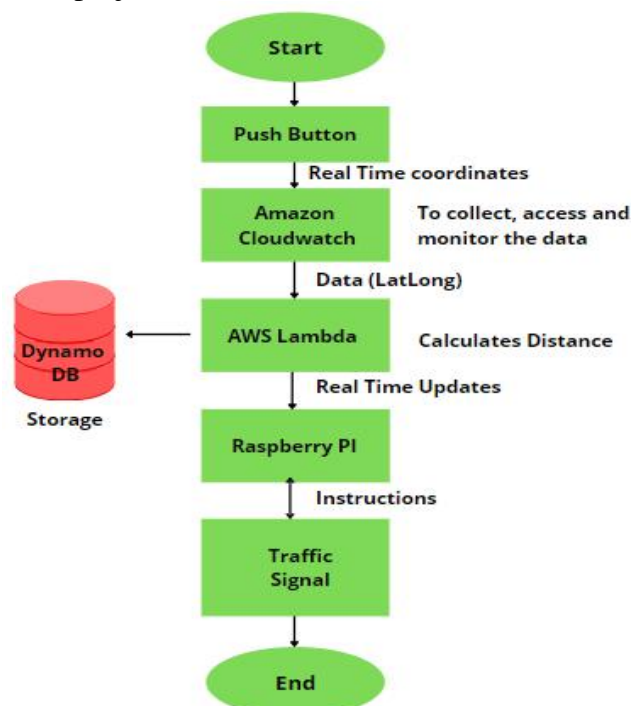 Start
Push Button
Real Time coordinates
Amazon
Cloudwatch
To collect, access and
monitor the data
Data (LatLong)
AWS Lambda
Calculates Distance
Dynamo
DB
Storage
Real Time Updates
Raspberry PI
Instructions
Traffic
Signal
End